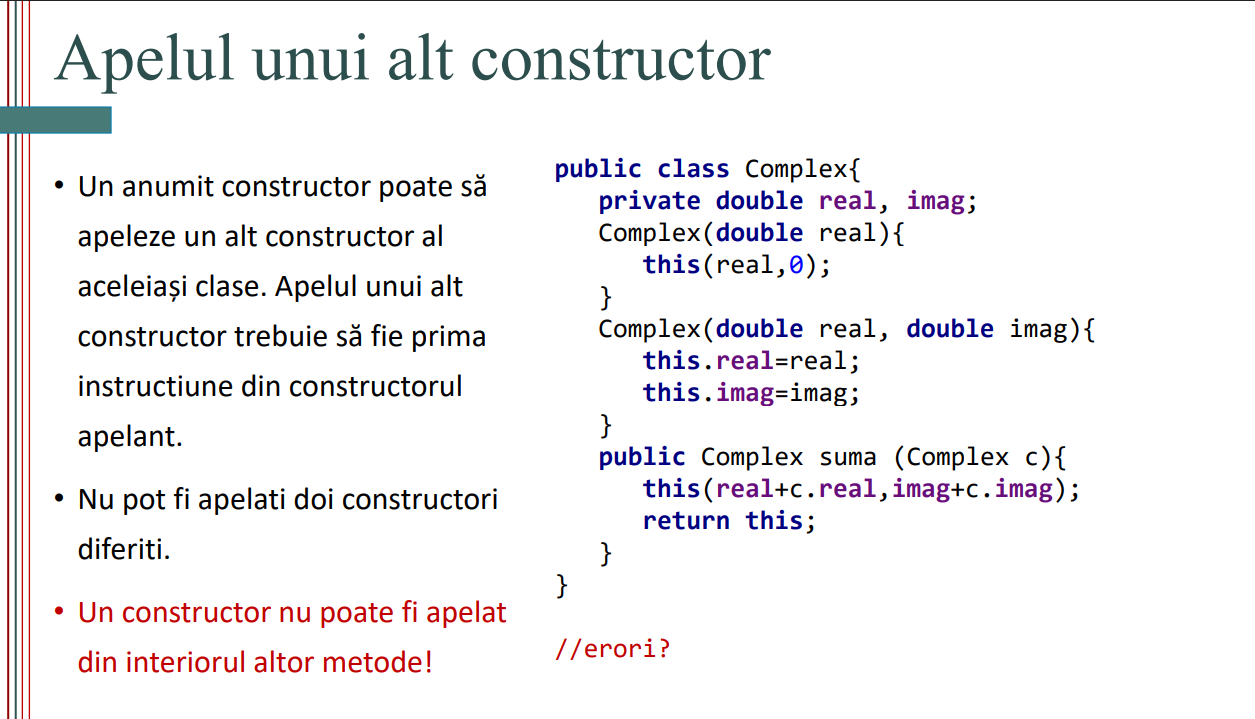 Apelul unui alt constructor
• Un anumit constructor poate să
apeleze un alt constructor al
aceleiași clase. Apelul unui alt
constructor trebuie să fie prima
instructiune din constructorul
apelant.
• Nu pot fi apelati doi constructori
diferiti.
• Un constructor nu poate fi apelat
din interiorul altor metode!
public class Complex{
   private double real, imag;
   Complex(double real){
      this(real,0);
   }
   Complex(double real, double imag){
      this.real=real;
      this.imag=imag;
   }
   public Complex suma (Complex c){
      this(real+c.real,imag+c.imag);
      return this;
   }
}
//erori?